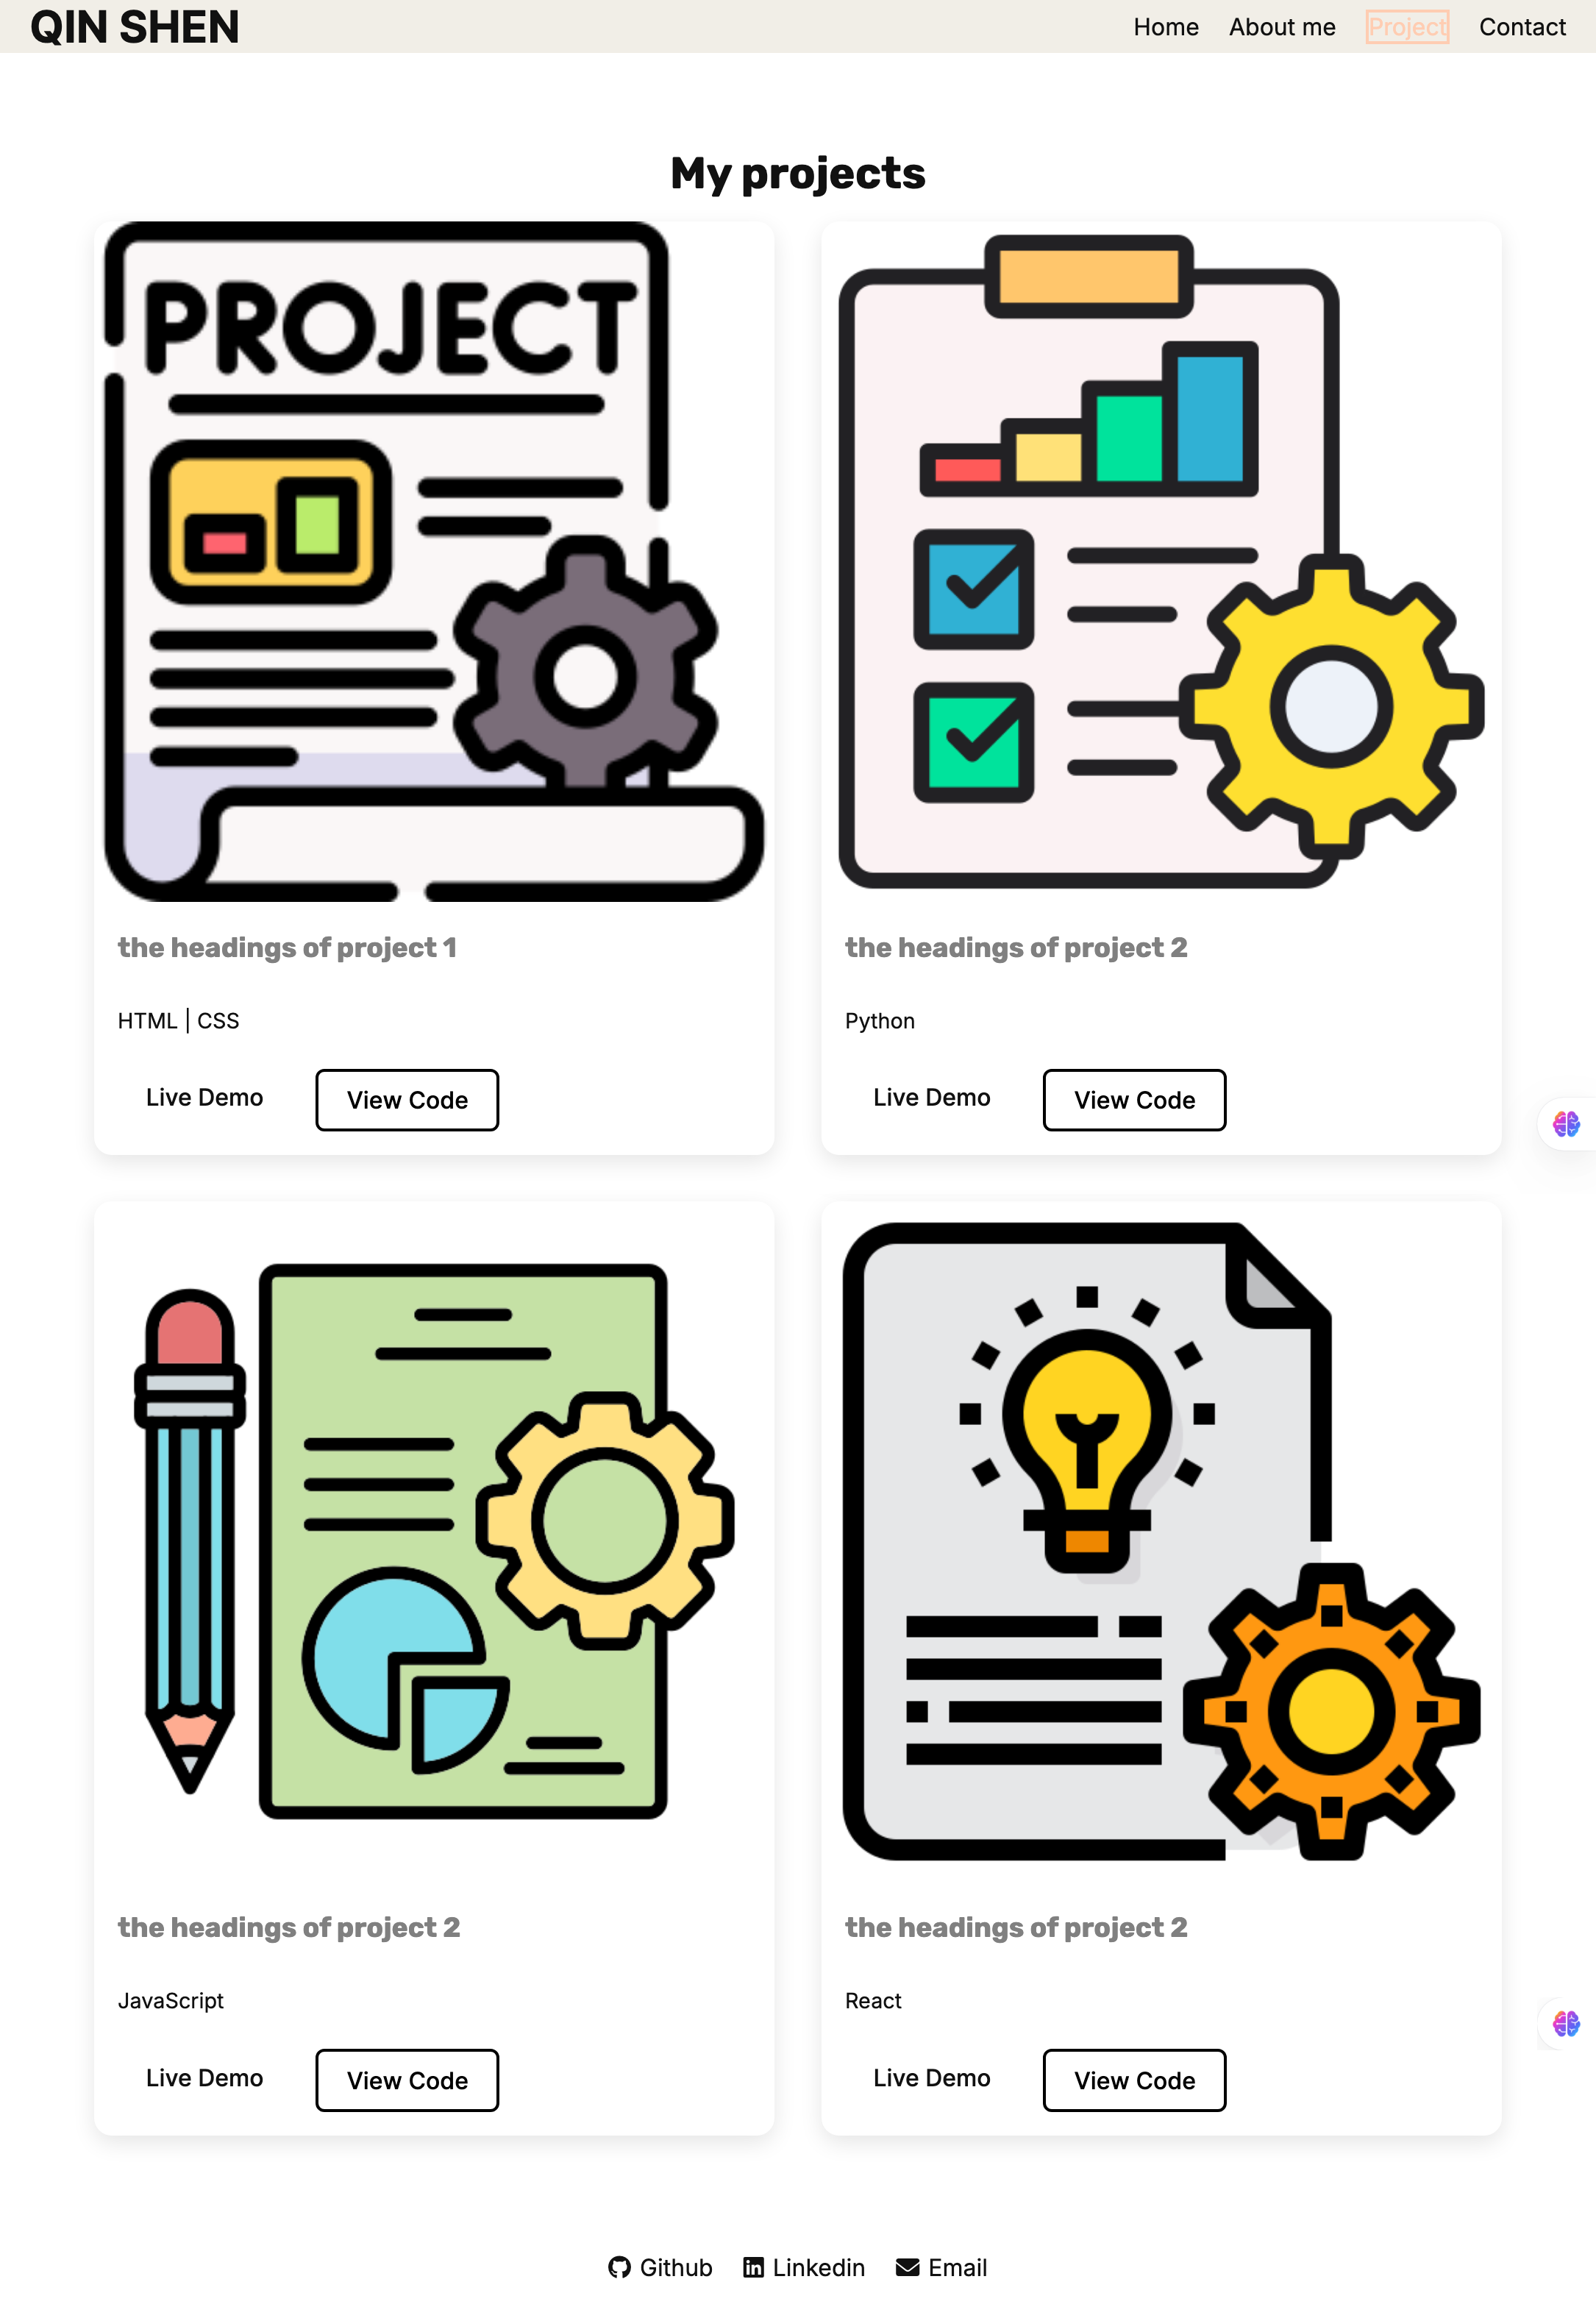 QIN SHEN
Home About me Project Contact
My projects
PROJECT
the headings of project 1
HTML | CSS
Live Demo View Code
the headings of project 2
Python
Live Demo View Code
the headings of project 2
JavaScript
Live Demo View Code
the headings of project 2
React
Live Demo View Code
Github Linkedin Email